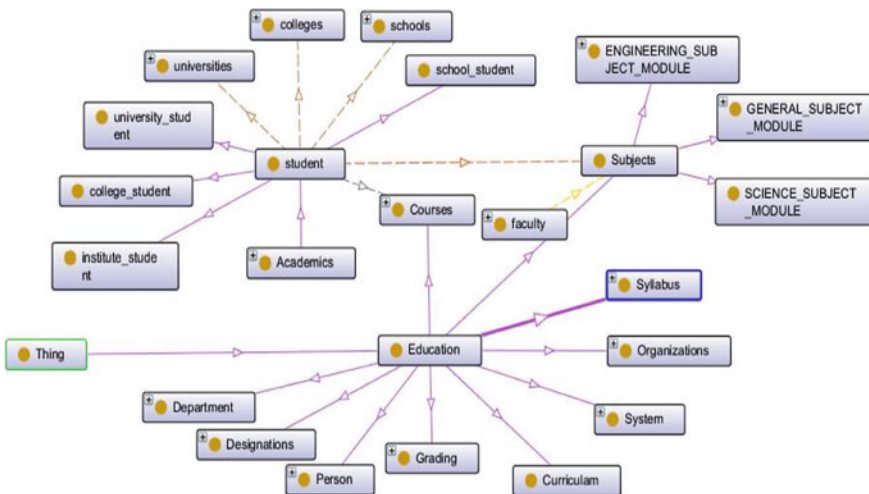 colleges
schools
universities
school_student
ENGINEERING_SUB
JECT_MODULE
university_stud
ent
GENERAL_SUBJECT
_MODULE
student
Subjects
college_student
SCIENCE_SUBJECT
_MODULE
Courses
faculty
institute_stude
nt
Academics
Syllabus
Thing
Education
Organizations
Department
System
Designations
Grading
Person
Curriculam